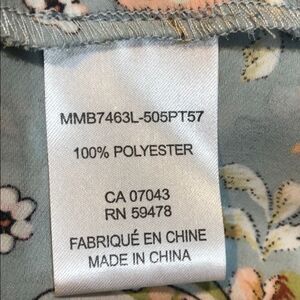 MMB7463L-505PT57
100% POLYESTER
CA 07043
RN 59478
FABRIQUÉ EN CHINE
MADE IN CHINA